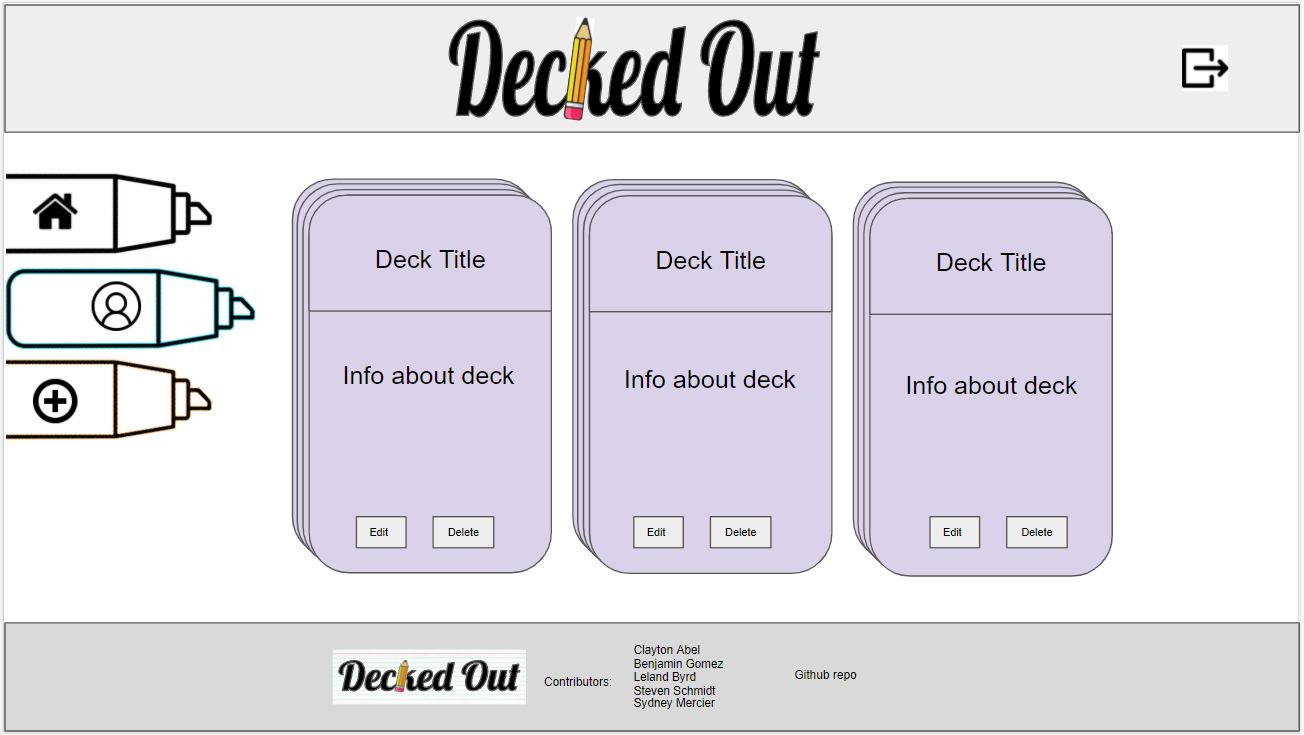 Decked Out
Deck Title
Info about deck
Edit Delete
Deck Title
Info about deck
Edit Delete
Deck Title
Info about deck
Edit Delete
Decked Out
Contributors:
Clayton Abel
Benjamin Gomez
Leland Byrd
Steven Schmidt
Sydney Mercier
Github repo